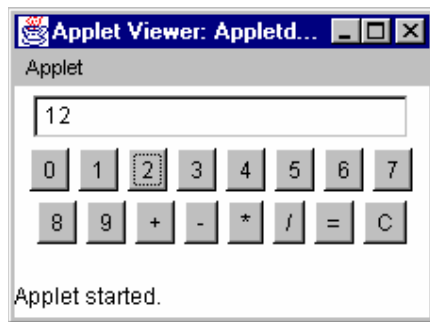 Applet Viewer: Appletd...
Applet
12
0 1 2 3 4 5 6 7
8 9 + - * / = C
Applet started.